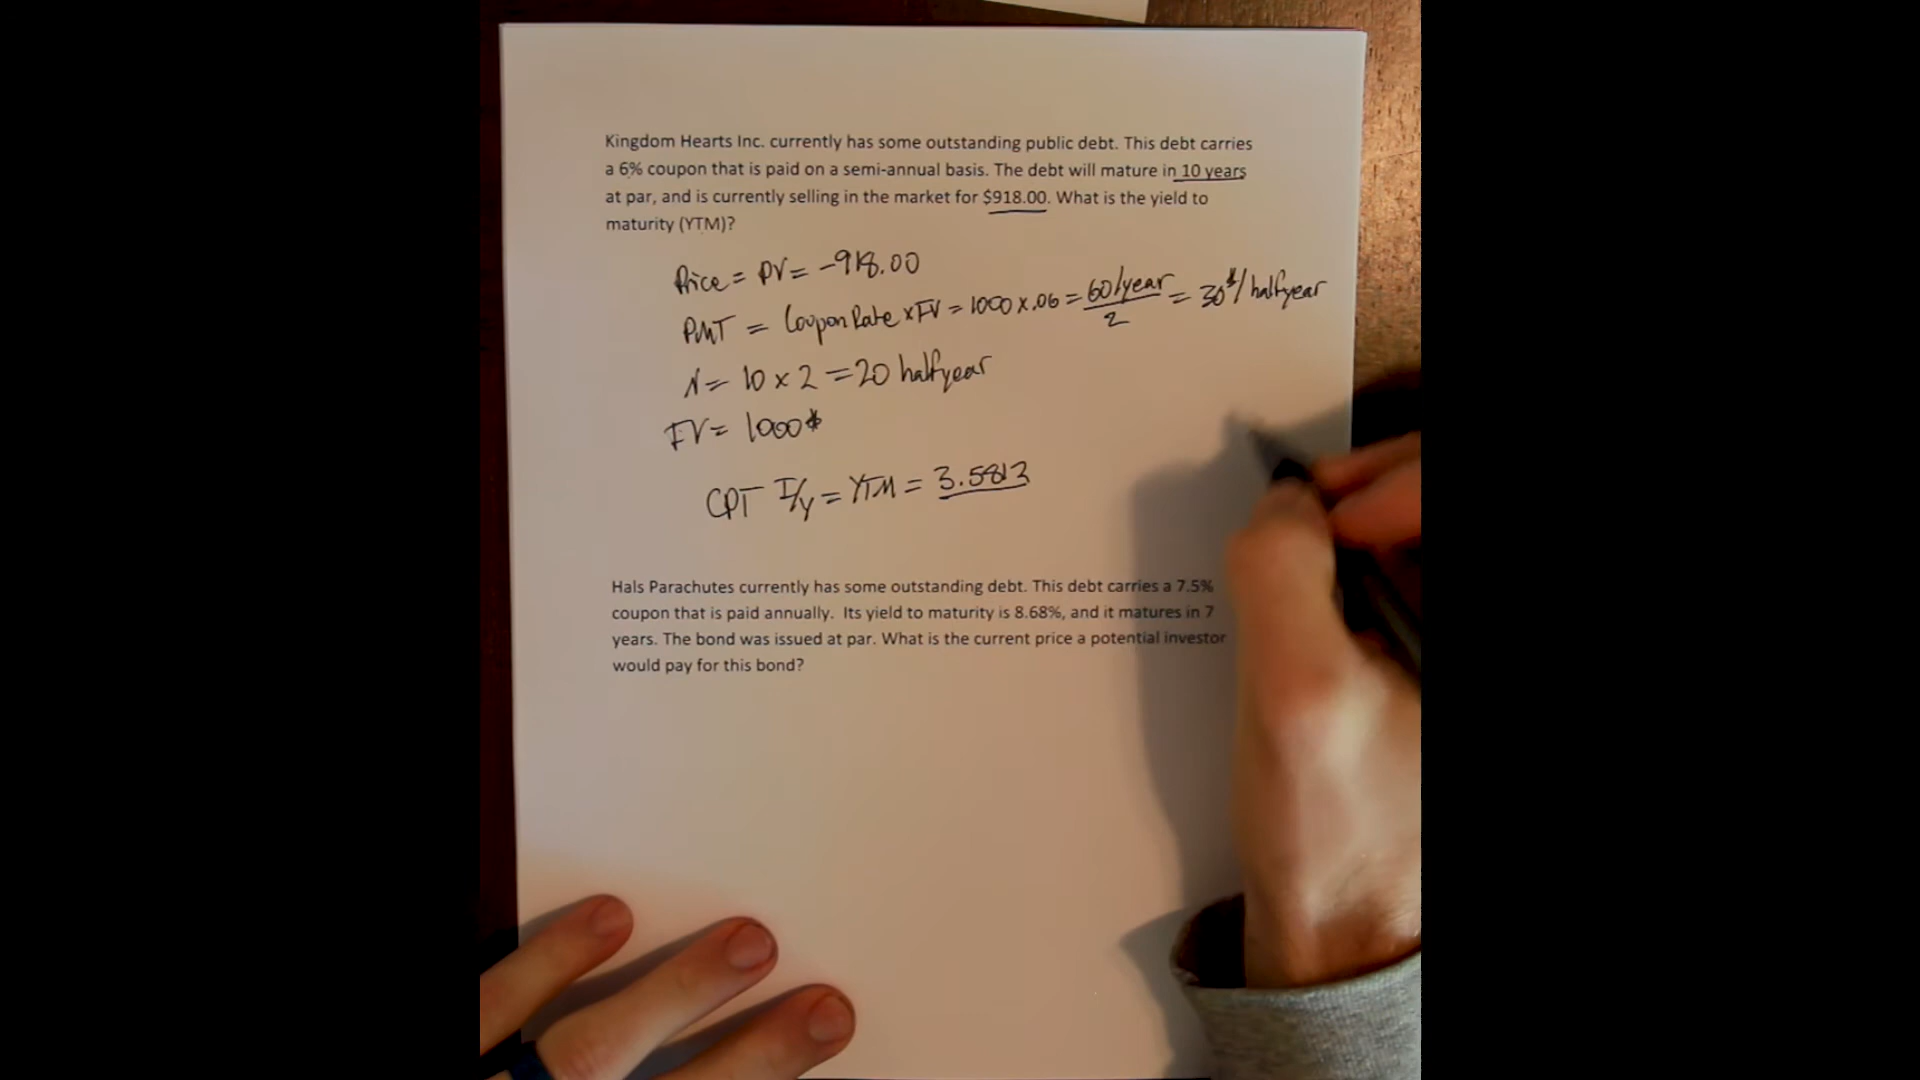 Kingdom Hearts Inc. currently has some outstanding public debt. This debt carries
a 6% coupon that is paid on a semi-annual basis. The debt will mature in 10 years
at par, and is currently selling in the market for $918.00. What is the yield to
maturity (YTM)?
Price = PV = -918.00
PMT = Coupon Rate x FV = 1000 x .06 = 60/year / 2 = 30$/halfyear
N = 10 x 2 = 20 halfyear
FV = 1000$
CPT I/Y = YTM = 3.5813
Hals Parachutes currently has some outstanding debt. This debt carries a 7.5%
coupon that is paid annually. Its yield to maturity is 8.68%, and it matures in 7
years. The bond was issued at par. What is the current price a potential investor
would pay for this bond?